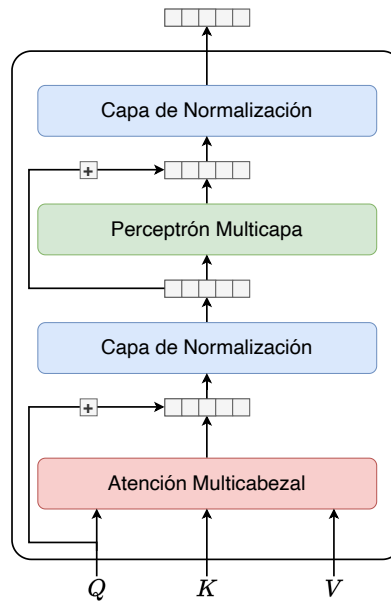 Capa de Normalización
+
Perceptrón Multicapa
Capa de Normalización
+
Atención Multicabezal
Q K V